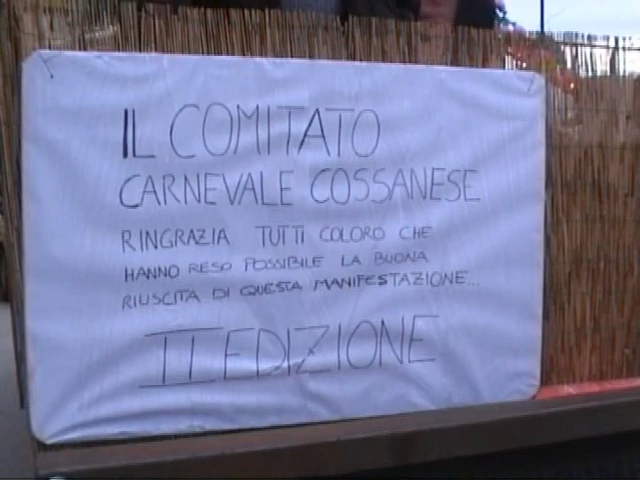 IL COMITATO
CARNEVALE COSSANESE
RINGRAZIA TUTTI COLORO CHE
HANNO RESO POSSIBILE LA BUONA
RIUSCITA DI QUESTA MANIFESTAZIONE...
II EDIZIONE